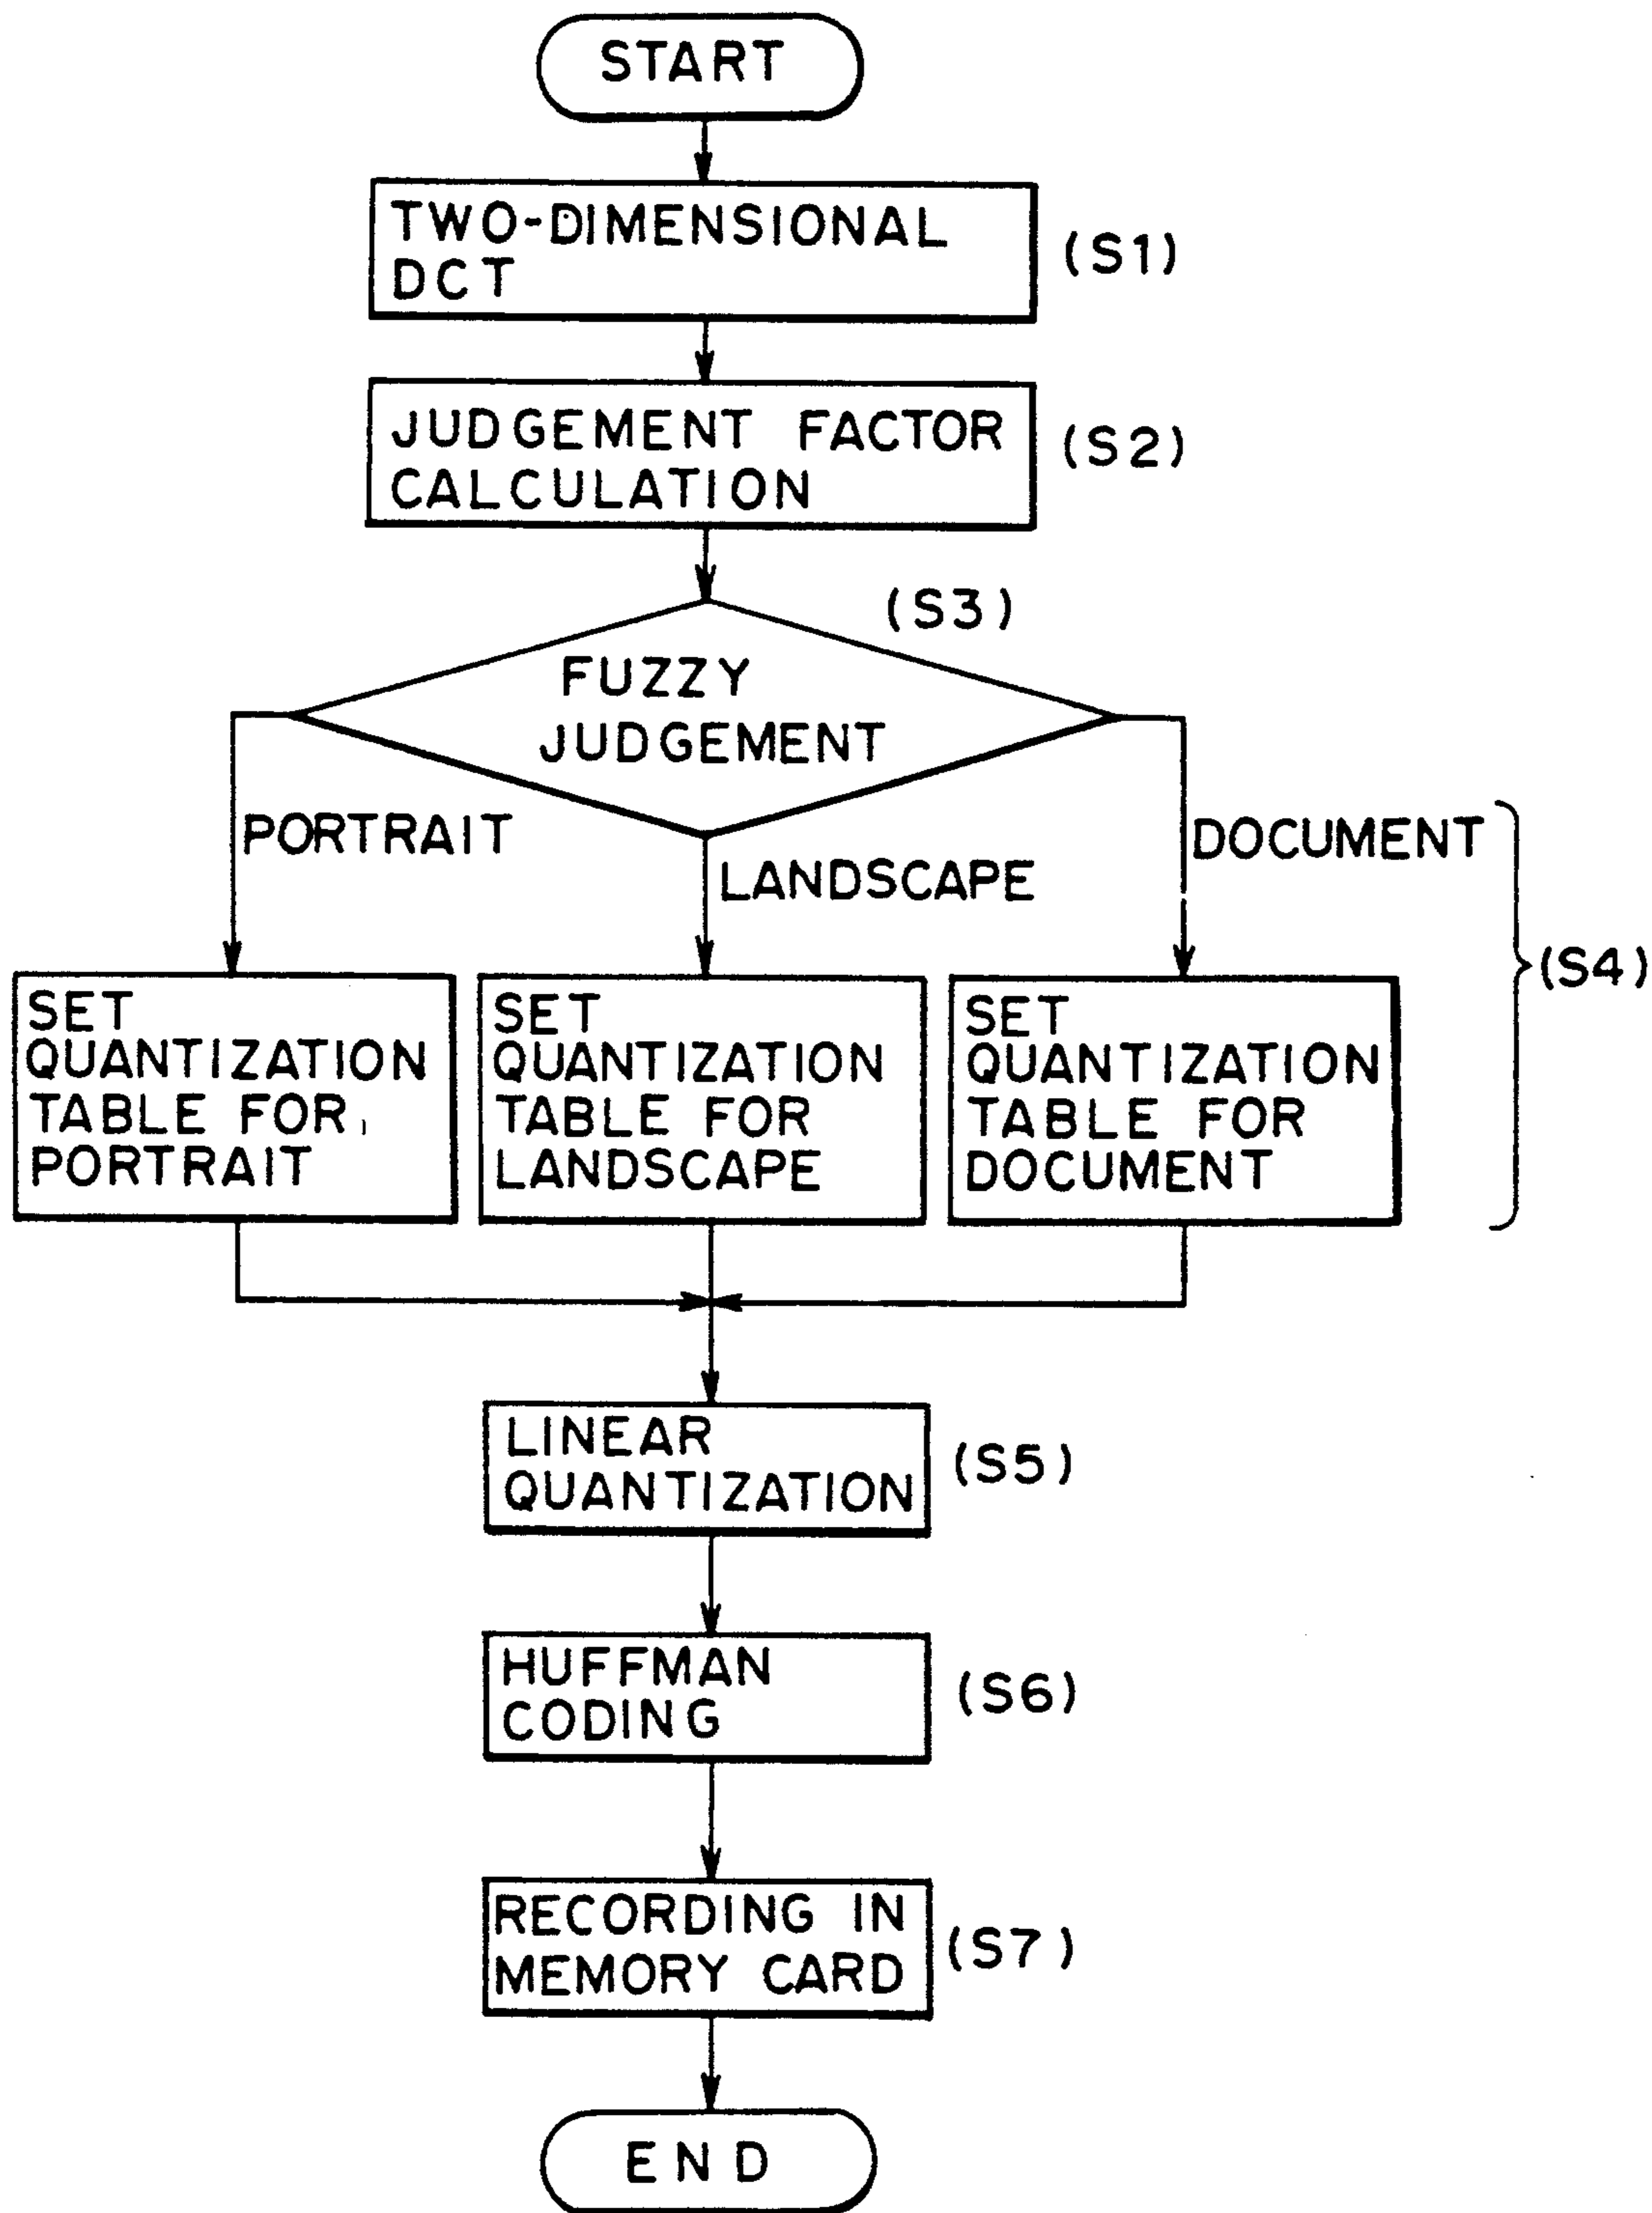 START
TWO-DIMENSIONAL
DCT
(S1)
JUDGEMENT FACTOR
CALCULATION
(S2)
(S3)
FUZZY
JUDGEMENT
PORTRAIT
LANDSCAPE
DOCUMENT
(S4)
SET
QUANTIZATION
TABLE FOR
PORTRAIT
SET
QUANTIZATION
TABLE FOR
LANDSCAPE
SET
QUANTIZATION
TABLE FOR
DOCUMENT
LINEAR
QUANTIZATION
(S5)
HUFFMAN
CODING
(S6)
RECORDING IN
MEMORY CARD
(S7)
END